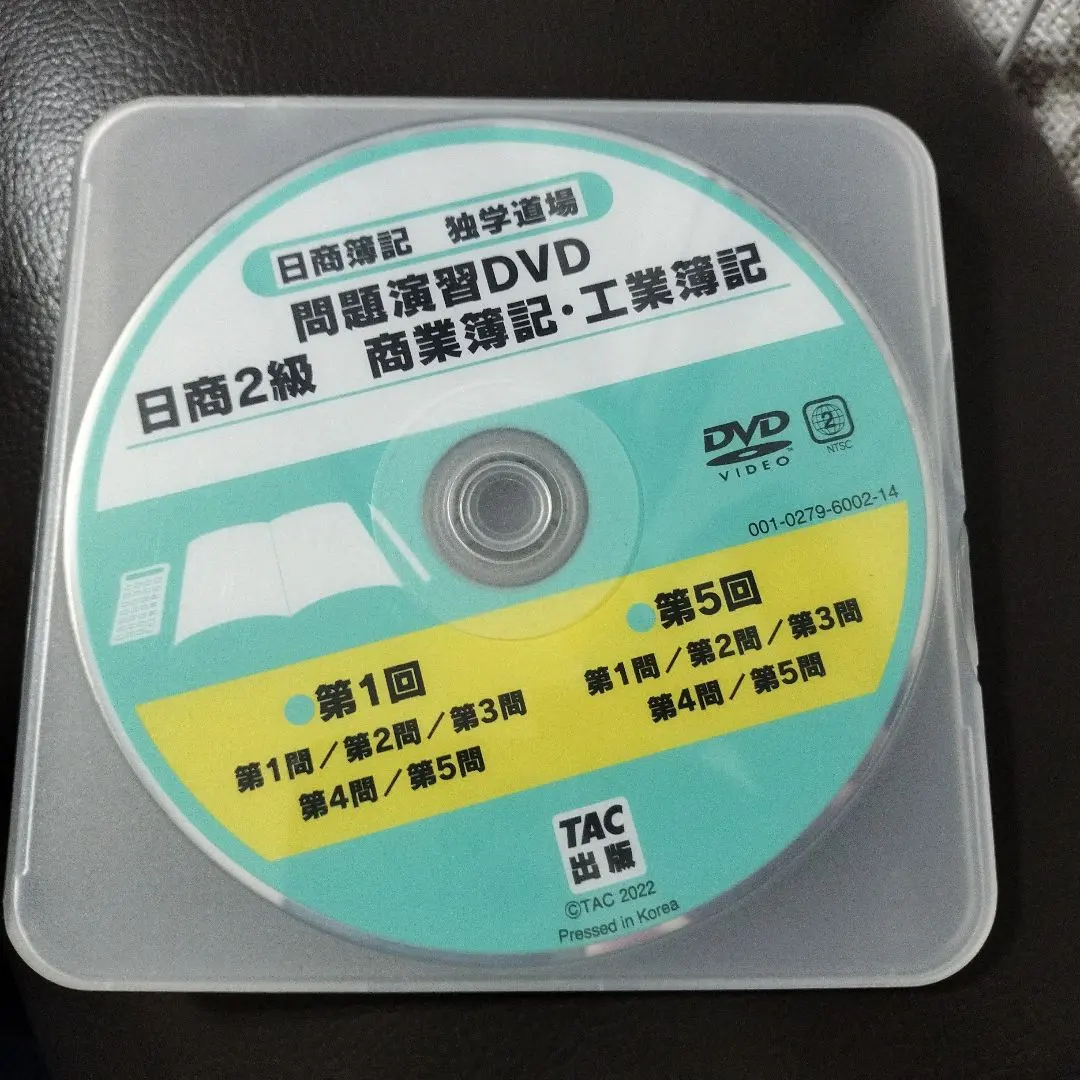 日商簿記 独学道場
問題演習DVD
日商2級 商業簿記・工業簿記
DVD
VIDEO
2
NTSC
001-0279-6002-14
第1回
第1問／第2問／第3問
第4問／第5問
第5回
第1問／第2問／第3問
第4問／第5問
TAC
出版
©TAC 2022
Pressed in Korea